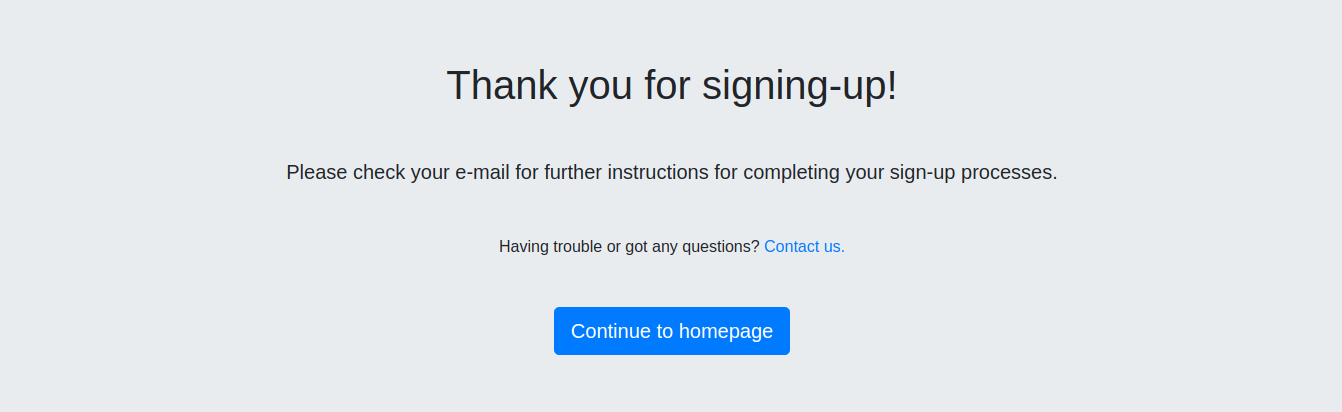 Thank you for signing-up!
Please check your e-mail for further instructions for completing your sign-up processes.
Having trouble or got any questions? Contact us.
Continue to homepage